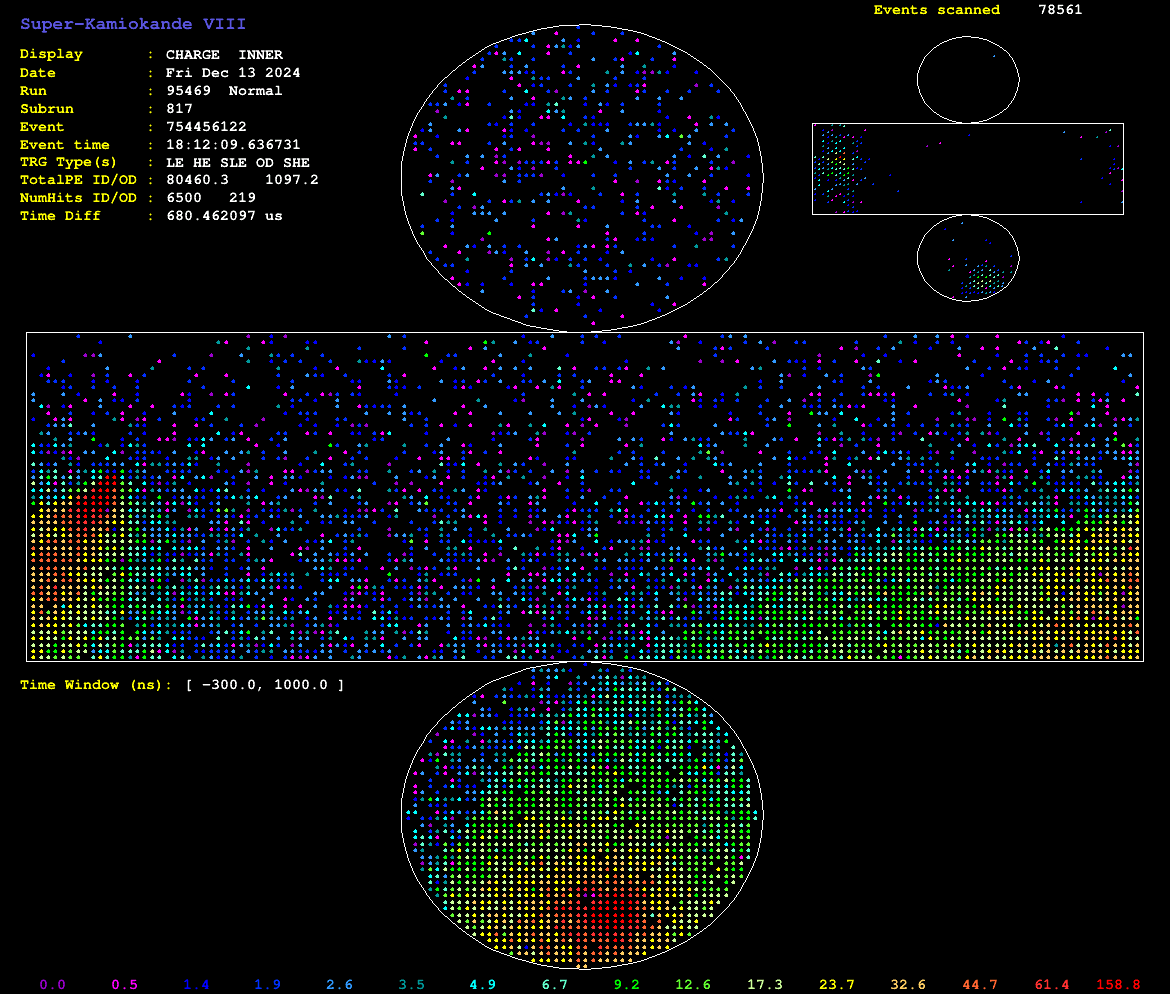 Super-Kamiokande VIII
Events scanned 78561
Display : CHARGE INNER
Date : Fri Dec 13 2024
Run : 95469 Normal
Subrun : 817
Event : 754456122
Event time : 18:12:09.636731
TRG Type(s) : LE HE SLE OD SHE
TotalPE ID/OD : 80460.3 1097.2
NumHits ID/OD : 6500 219
Time Diff : 680.462097 us
Time Window (ns): [ -300.0, 1000.0 ]
0.0 0.5 1.4 1.9 2.6 3.5 4.9 6.7 9.2 12.6 17.3 23.7 32.6 44.7 61.4 158.8